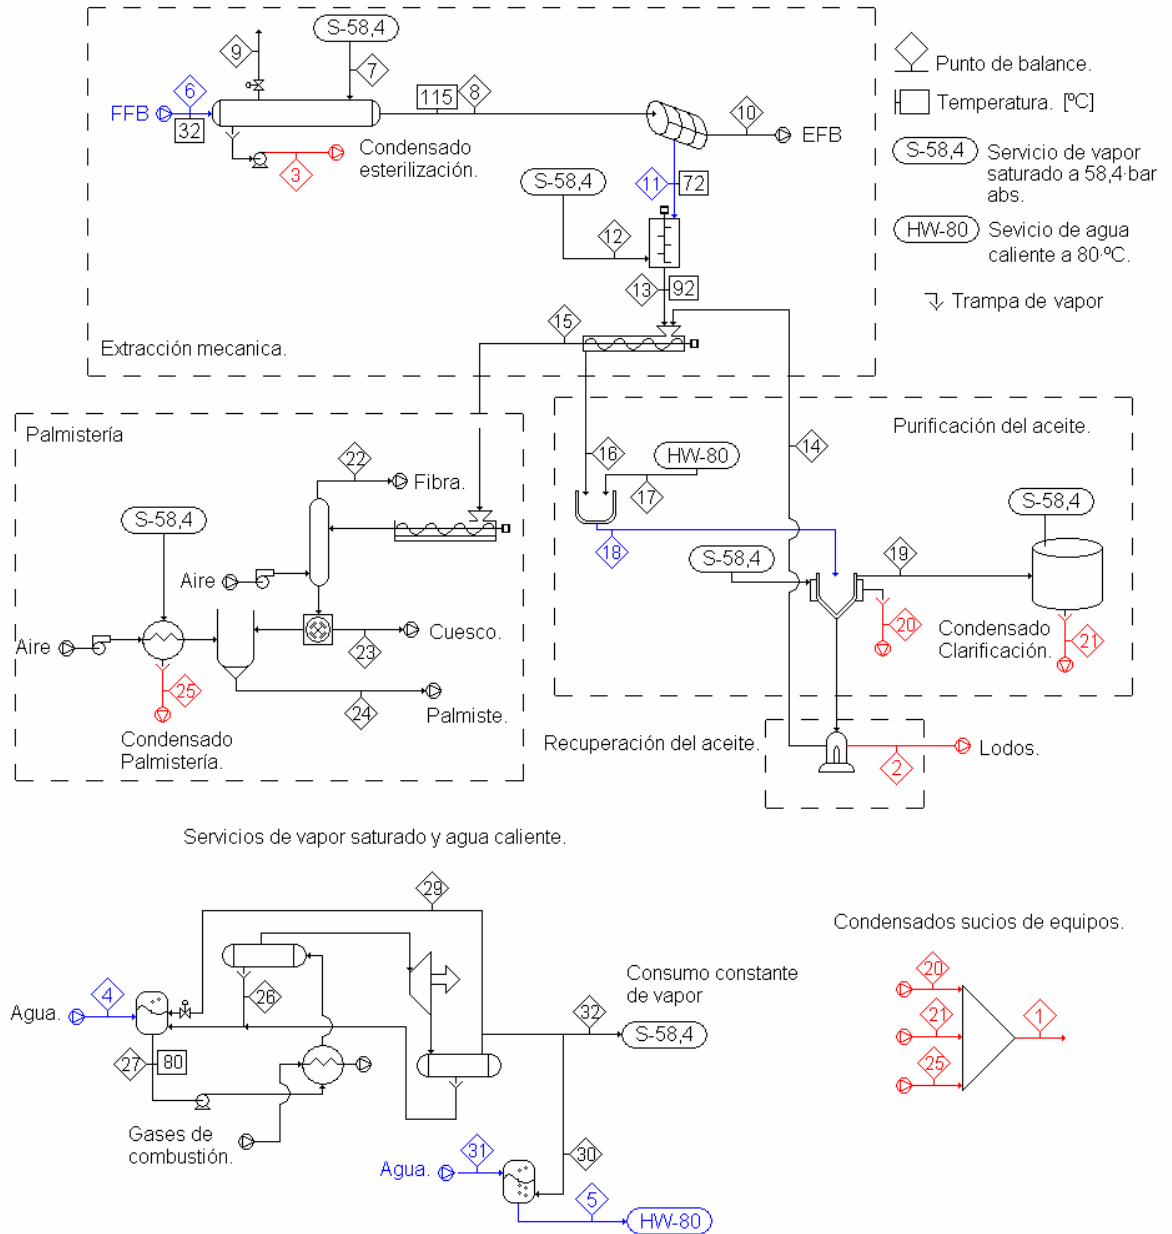 S-58,4
9
7
6
115
8
10
FFB
32
EFB
3
Condensado
esterilización.
S-58,4
11
72
12
13
92
15
Extracción mecanica.
Punto de balance.
Temperatura. [ºC]
S-58,4
Servicio de vapor
saturado a 58,4·bar
abs.
HW-80
Sevicio de agua
caliente a 80·ºC.
Trampa de vapor
Palmistería
22
Fibra.
S-58,4
Aire
Aire
23
Cuesco.
25
24
Palmiste.
Condensado
Palmistería.
Purificación del aceite.
16
HW-80
17
14
18
S-58,4
S-58,4
19
20
Condensado
Clarificación.
21
Recuperación del aceite.
2
Lodos.
Servicios de vapor saturado y agua caliente.
29
4
Agua.
26
27
80
Gases de
combustión.
Consumo constante
de vapor
32
S-58,4
30
31
Agua.
5
HW-80
Condensados sucios de equipos.
20
21
1
25